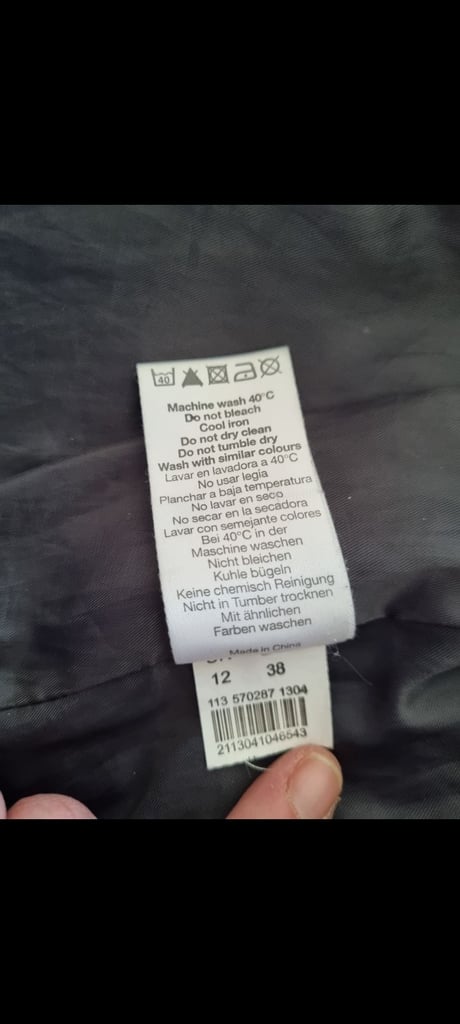 40
Machine wash 40°C
Do not bleach
Cool iron
Do not dry clean
Do not tumble dry
Wash with similar colours
Lavar en lavadora a 40°C
No usar legia
Planchar a baja temperatura
No lavar en seco
No secar en la secadora
Lavar con semejante colores
Bei 40°C in der
Maschine waschen
Nicht bleichen
Kuhle bügeln
Keine chemisch Reinigung
Nicht in Tumber trocknen
Mit ähnlichen
Farben waschen
Made in China
12 38
113 570287 1304
2113041046543